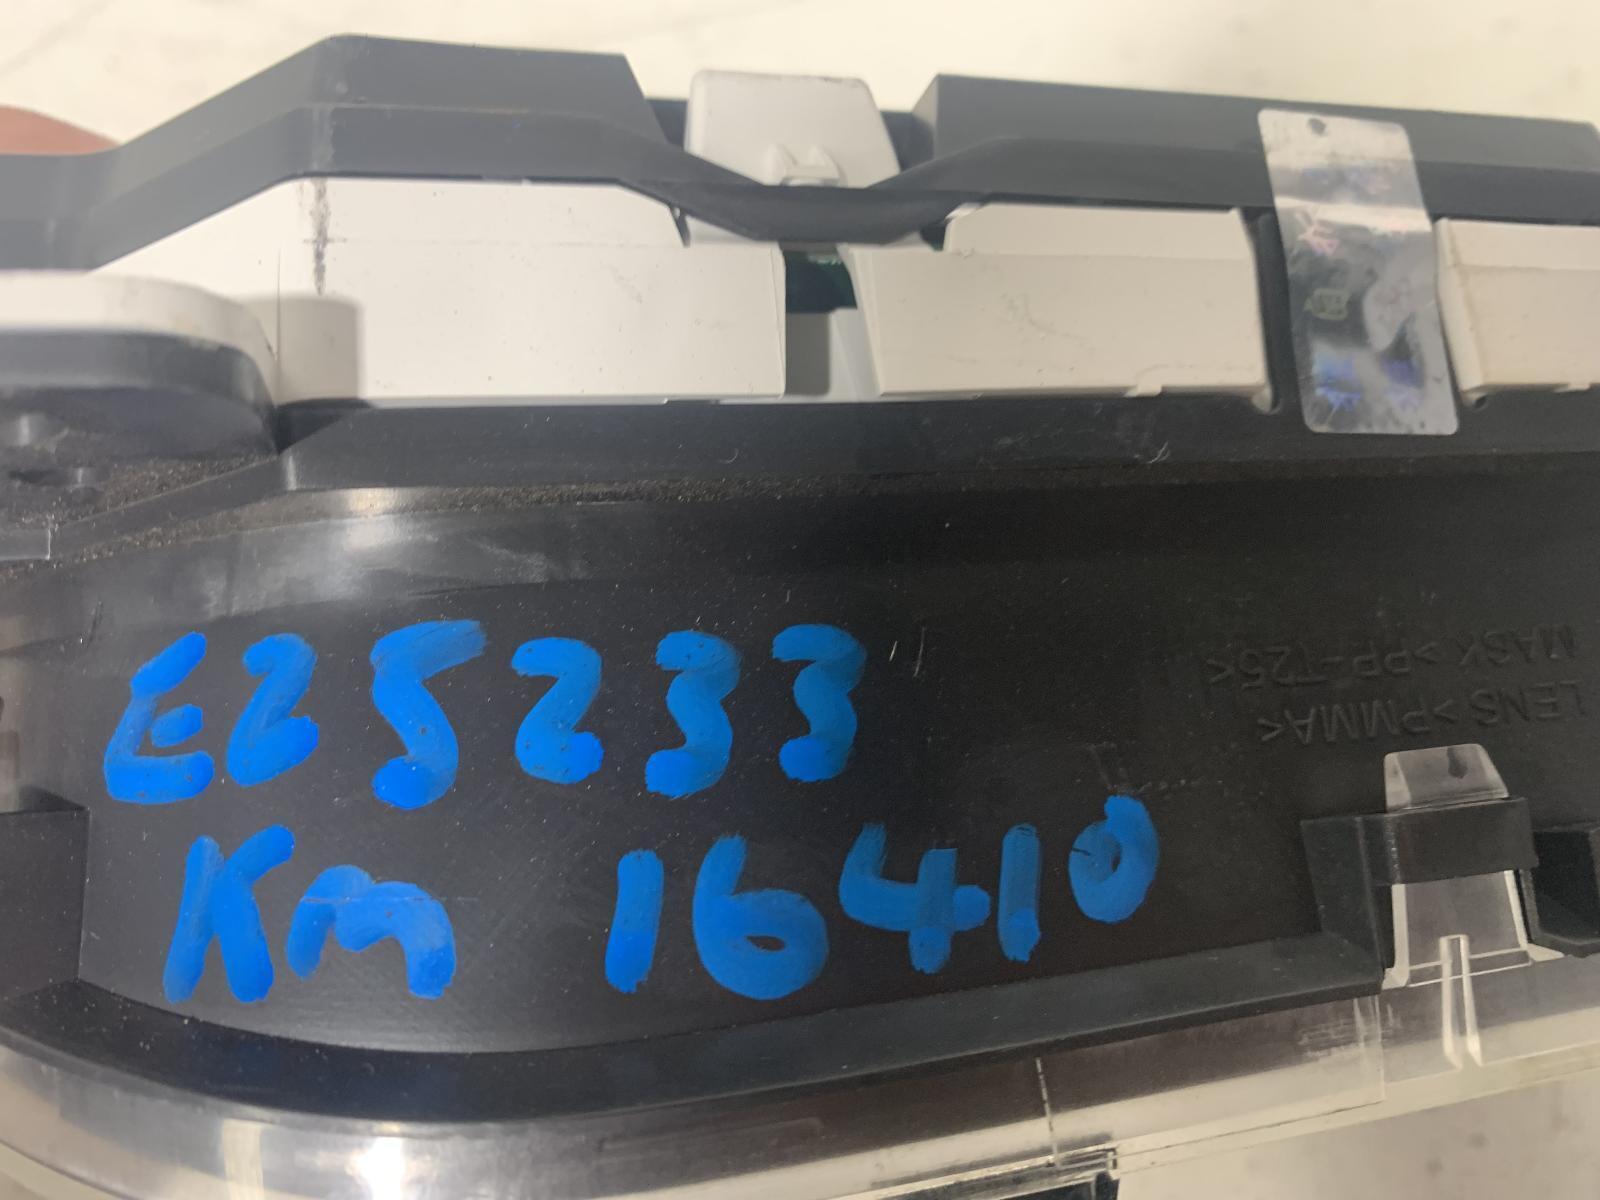 E25233
Km 16410
MASK >PP-T25<
LENS >PMMA<